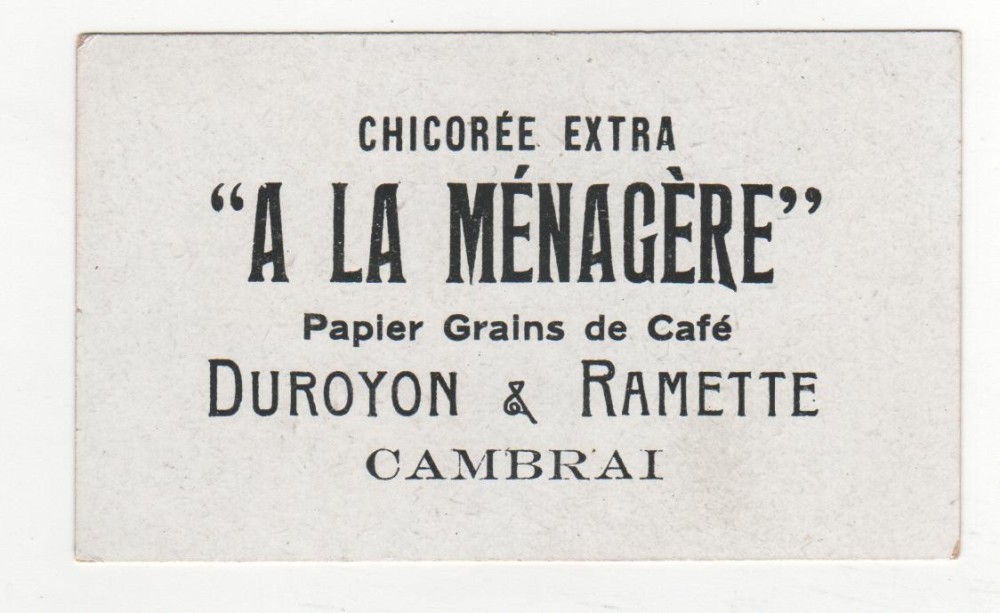 CHICORÉE EXTRA
“A LA MÉNAGÈRE”
Papier Grains de Café
DUROYON & RAMETTE
CAMBRAI